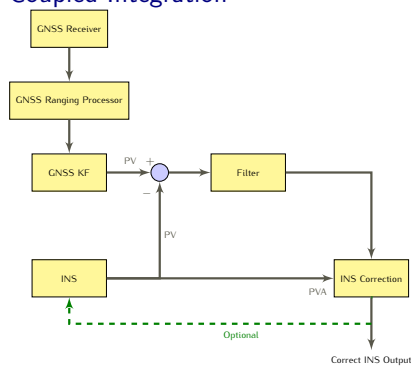 Coupled Integration
GNSS Receiver
GNSS Ranging Processor
GNSS KF
PV
+
−
Filter
PV
INS
PVA
INS Correction
Optional
Correct INS Output